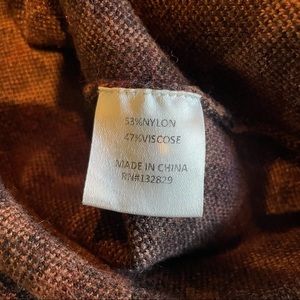 53%NYLON
47%VISCOSE
MADE IN CHINA
RN#132829